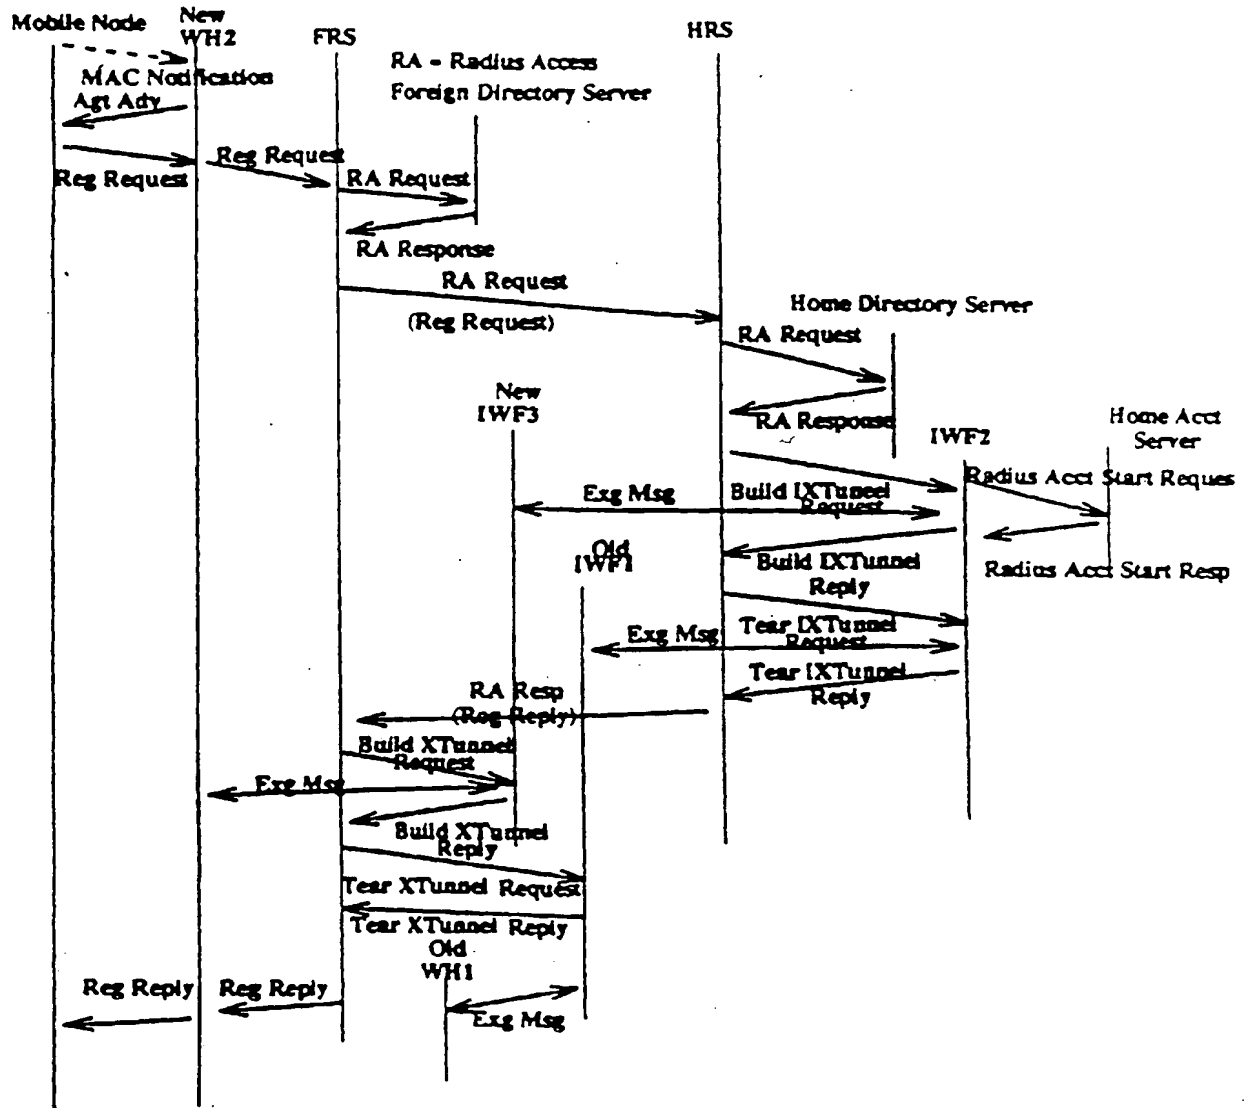 Mobile Node
New
WH2
FRS
HRS
RA - Radius Access
Foreign Directory Server
MAC Notification
Agt Adv
Reg Request
Reg Request
RA Request
RA Response
RA Request
(Reg Request)
Home Directory Server
RA Request
RA Response
New
IWF3
IWF2
Home Acct
Server
Radius Acct Start Reques
Exg Msg
Build IXTuneel
Request
Old
IWF1
Build IXTunnel
Reply
Radius Acct Start Resp
Exg Msg
Tear IXTunnel
Request
Tear IXTunnel
Reply
RA Resp
(Reg Reply)
Build XTunnel
Request
Exg Msg
Build XTunnel
Reply
Tear XTunnel Request
Tear XTunnel Reply
Old
WH1
Reg Reply
Reg Reply
Exg Msg